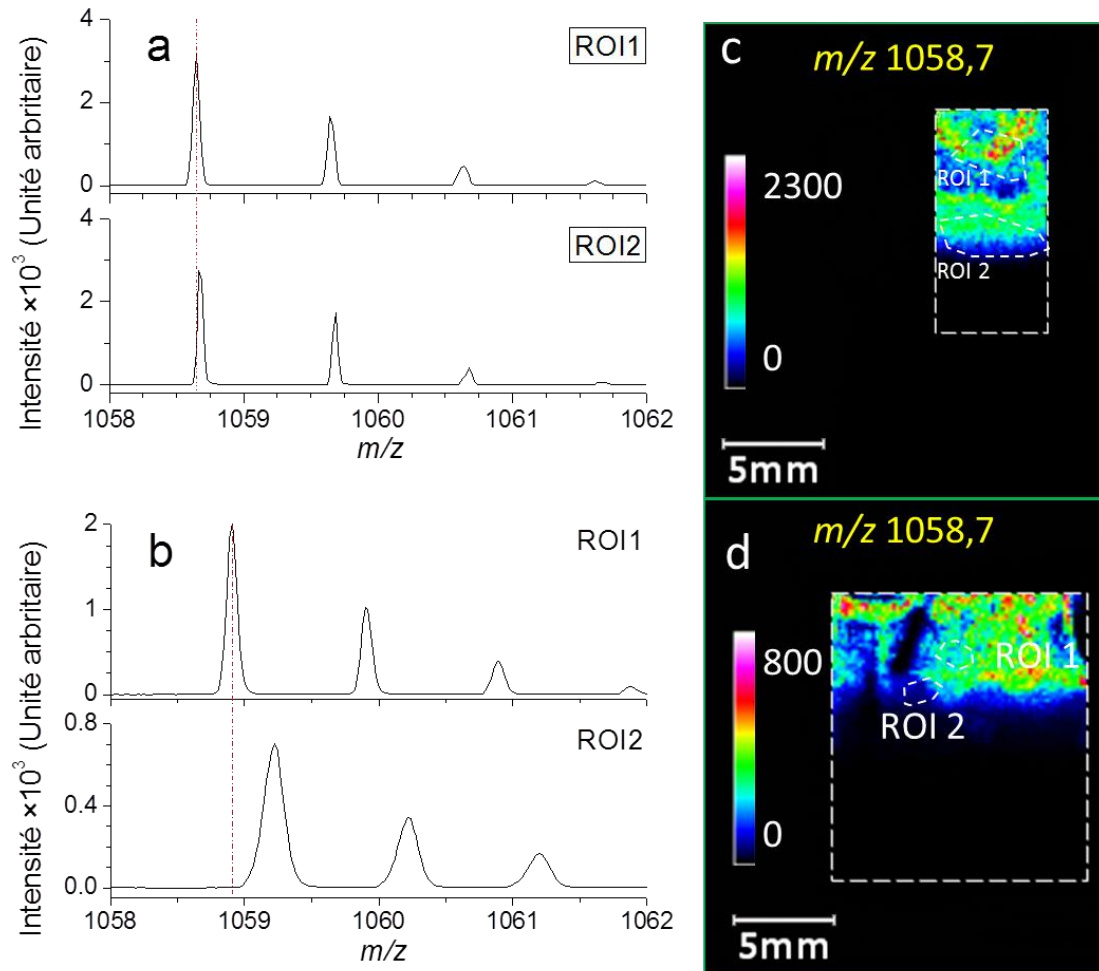 a
ROI1
4
2
0
ROI2
4
2
0
1058 1059 1060 1061 1062
m/z
Intensité ×10³ (Unité arbritaire)
b
ROI1
2
1
0
ROI2
0.8
0.4
0.0
1058 1059 1060 1061 1062
m/z
Intensité ×10³ (Unité arbritaire)
c
m/z 1058,7
2300
0
ROI 1
ROI 2
5mm
d
m/z 1058,7
800
0
ROI 1
ROI 2
5mm